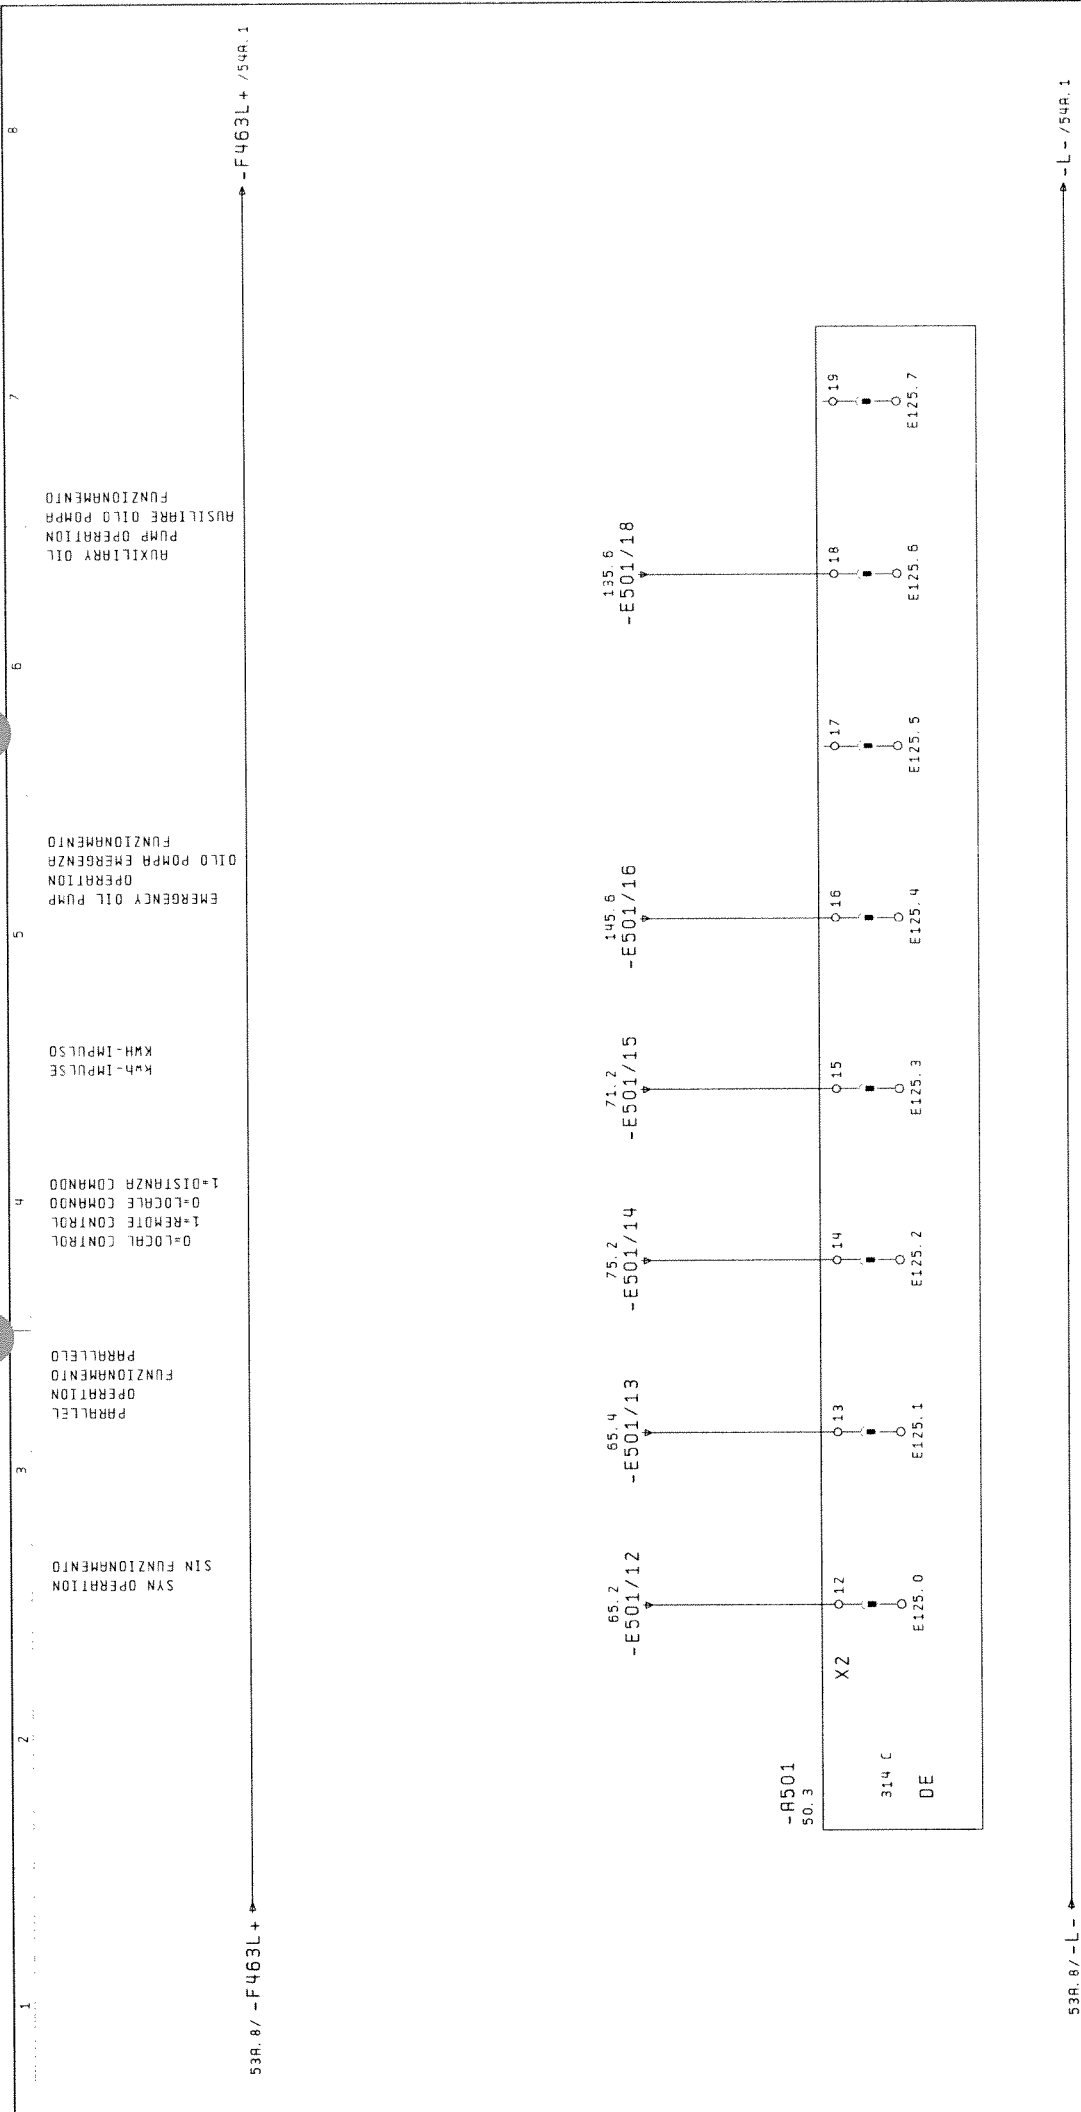 1
2
3
4
5
6
7
8
SYN OPERATION
SIN FUNZIONAMENTO
PARALLEL
OPERATION
FUNZIONAMENTO
PARALLELO
0=LOCAL CONTROL
1=REMOTE CONTROL
0=LOCALE COMANDO
1=DISTANZA COMANDO
kwh-IMPULSE
KWH-IMPULSO
EMERGENCY OIL PUMP
OPERATION
OILO POMPA EMERGENZA
FUNZIONAMENTO
AUXILIARY OIL
PUMP OPERATION
AUSILIARE OILO POMPA
FUNZIONAMENTO
53A.8/ -F463L+
-F463L+ /54A.1
65.2
-E501/12
65.4
-E501/13
75.2
-E501/14
71.2
-E501/15
145.6
-E501/16
135.6
-E501/18
-A501
50.3
X2
12
13
14
15
16
17
18
19
314 C
DE
E125.0
E125.1
E125.2
E125.3
E125.4
E125.5
E125.6
E125.7
53A.8/ -L-
-L- /54A.1